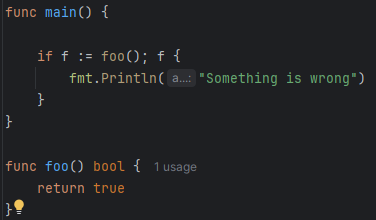 func main() {
if f := foo(); f {
fmt.Println( a...: "Something is wrong")
}
}
func foo() bool { 1 usage
return true
}